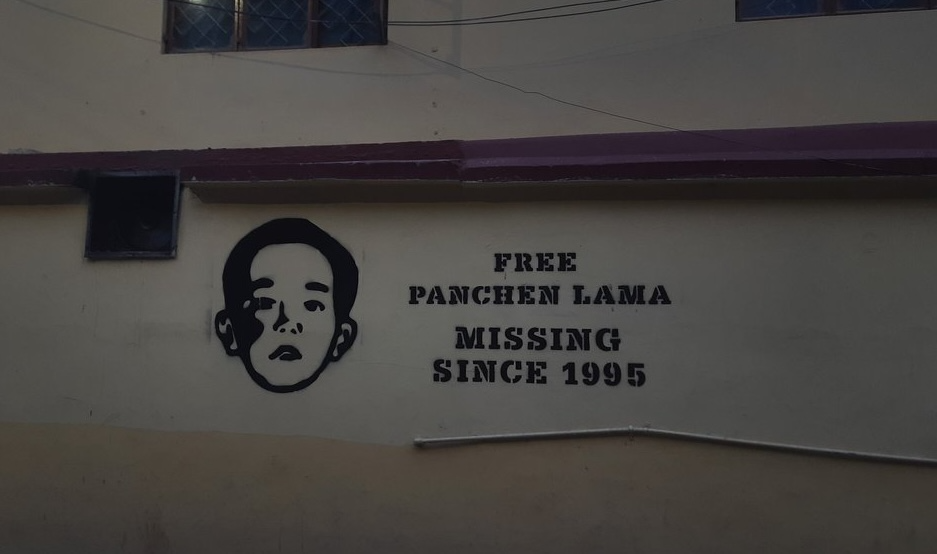 FREE
PANCHEN LAMA
MISSING
SINCE 1995